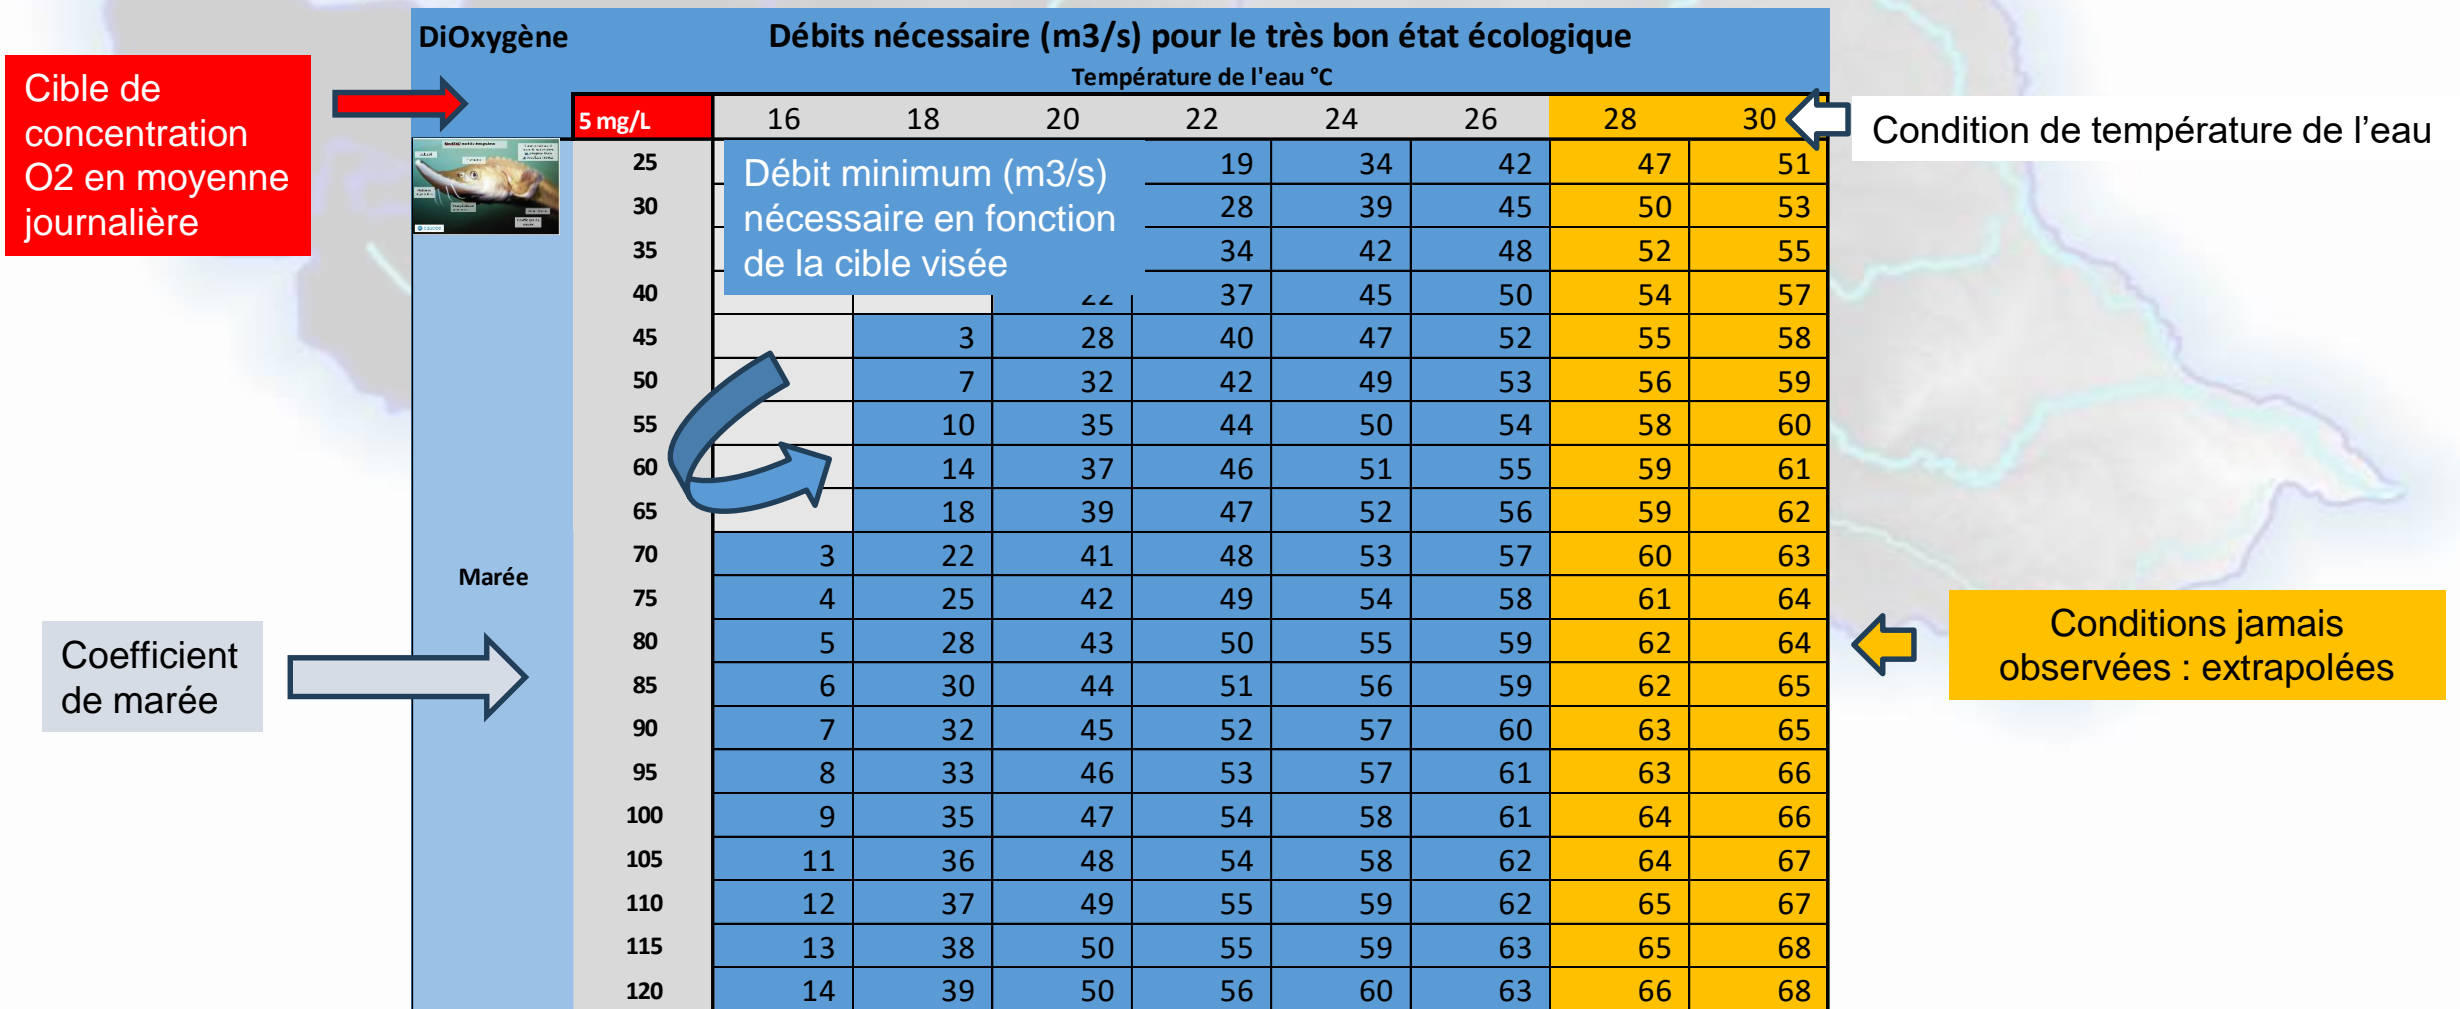 DiOxygène Débits nécessaire (m3/s) pour le très bon état écologique
Température de l'eau °C
Cible de
concentration
O2 en moyenne
journalière
5 mg/L 16 18 20 22 24 26 28 30
Condition de température de l'eau
Débit minimum (m3/s)
nécessaire en fonction
de la cible visée
25 19 34 42 47 51
30 28 39 45 50 53
35 34 42 48 52 55
40 22 37 45 50 54 57
45 3 28 40 47 52 55 58
50 7 32 42 49 53 56 59
55 10 35 44 50 54 58 60
60 14 37 46 51 55 59 61
65 18 39 47 52 56 59 62
Marée
70 3 22 41 48 53 57 60 63
75 4 25 42 49 54 58 61 64
80 5 28 43 50 55 59 62 64
85 6 30 44 51 56 59 62 65
90 7 32 45 52 57 60 63 65
95 8 33 46 53 57 61 63 66
100 9 35 47 54 58 61 64 66
105 11 36 48 54 58 62 64 67
110 12 37 49 55 59 62 65 67
115 13 38 50 55 59 63 65 68
120 14 39 50 56 60 63 66 68
Coefficient
de marée
Conditions jamais
observées : extrapolées